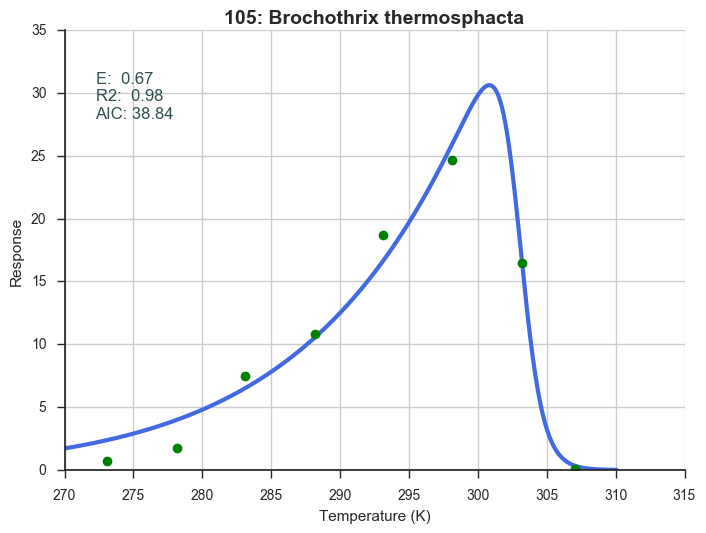 105: Brochothrix thermosphacta
E: 0.67
R2: 0.98
AIC: 38.84
35
30
25
20
15
10
5
0
Response
270 275 280 285 290 295 300 305 310 315
Temperature (K)